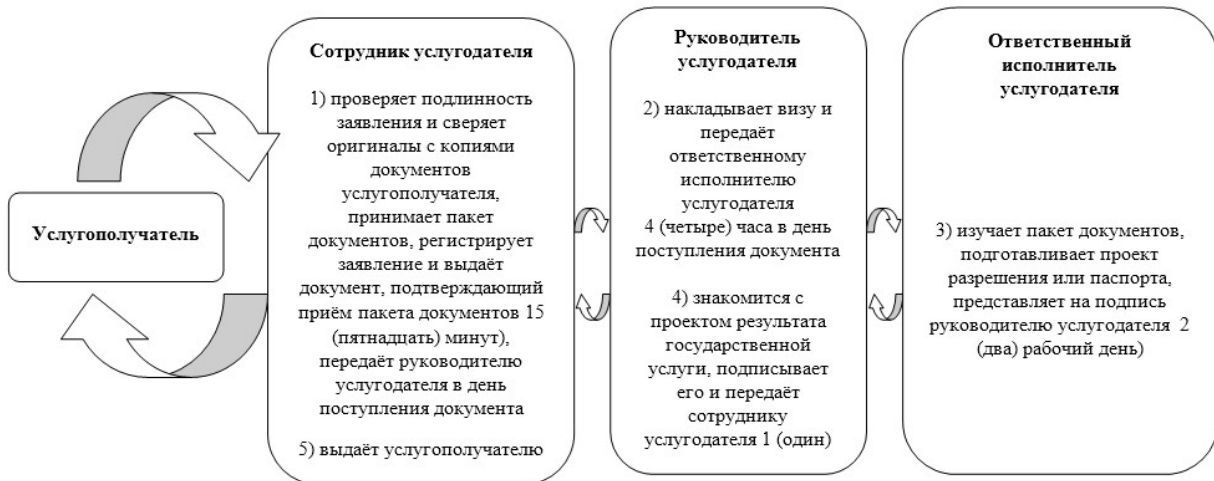 Услугополучатель
Сотрудник услугодателя
1) проверяет подлинность
заявления и сверяет
оригиналы с копиями
документов
услугополучателя,
принимает пакет
документов, регистрирует
заявление и выдаёт
документ, подтверждающий
приём пакета документов 15
(пятнадцать) минут),
передаёт руководителю
услугодателя в день
поступления документа
5) выдаёт услугополучателю
Руководитель
услугодателя
2) накладывает визу и
передаёт
ответственному
исполнителю
услугодателя
4 (четыре) часа в день
поступления документа
4) знакомится с
проектом результата
государственной
услуги, подписывает
его и передаёт
сотруднику
услугодателя 1 (один)
Ответственный
исполнитель
услугодателя
3) изучает пакет документов,
подготавливает проект
разрешения или паспорта,
представляет на подпись
руководителю услугодателя 2
(два) рабочий день)